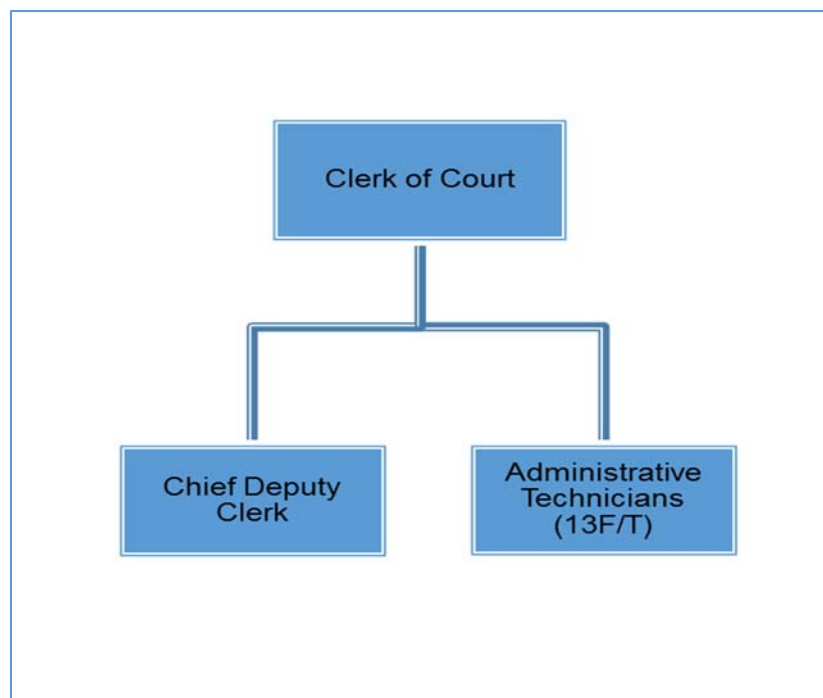 Clerk of Court
Chief Deputy
Clerk
Administrative
Technicians
(13F/T)